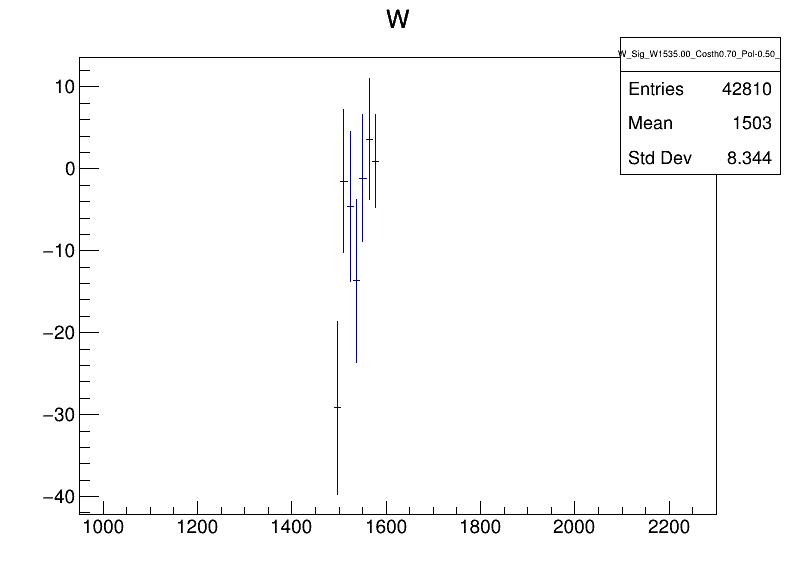 W
W_Sig_W1535.00_Costh0.70_Pol-0.50_
Entries 42810
Mean 1503
Std Dev 8.344
10
0
−10
−20
−30
−40
1000 1200 1400 1600 1800 2000 2200